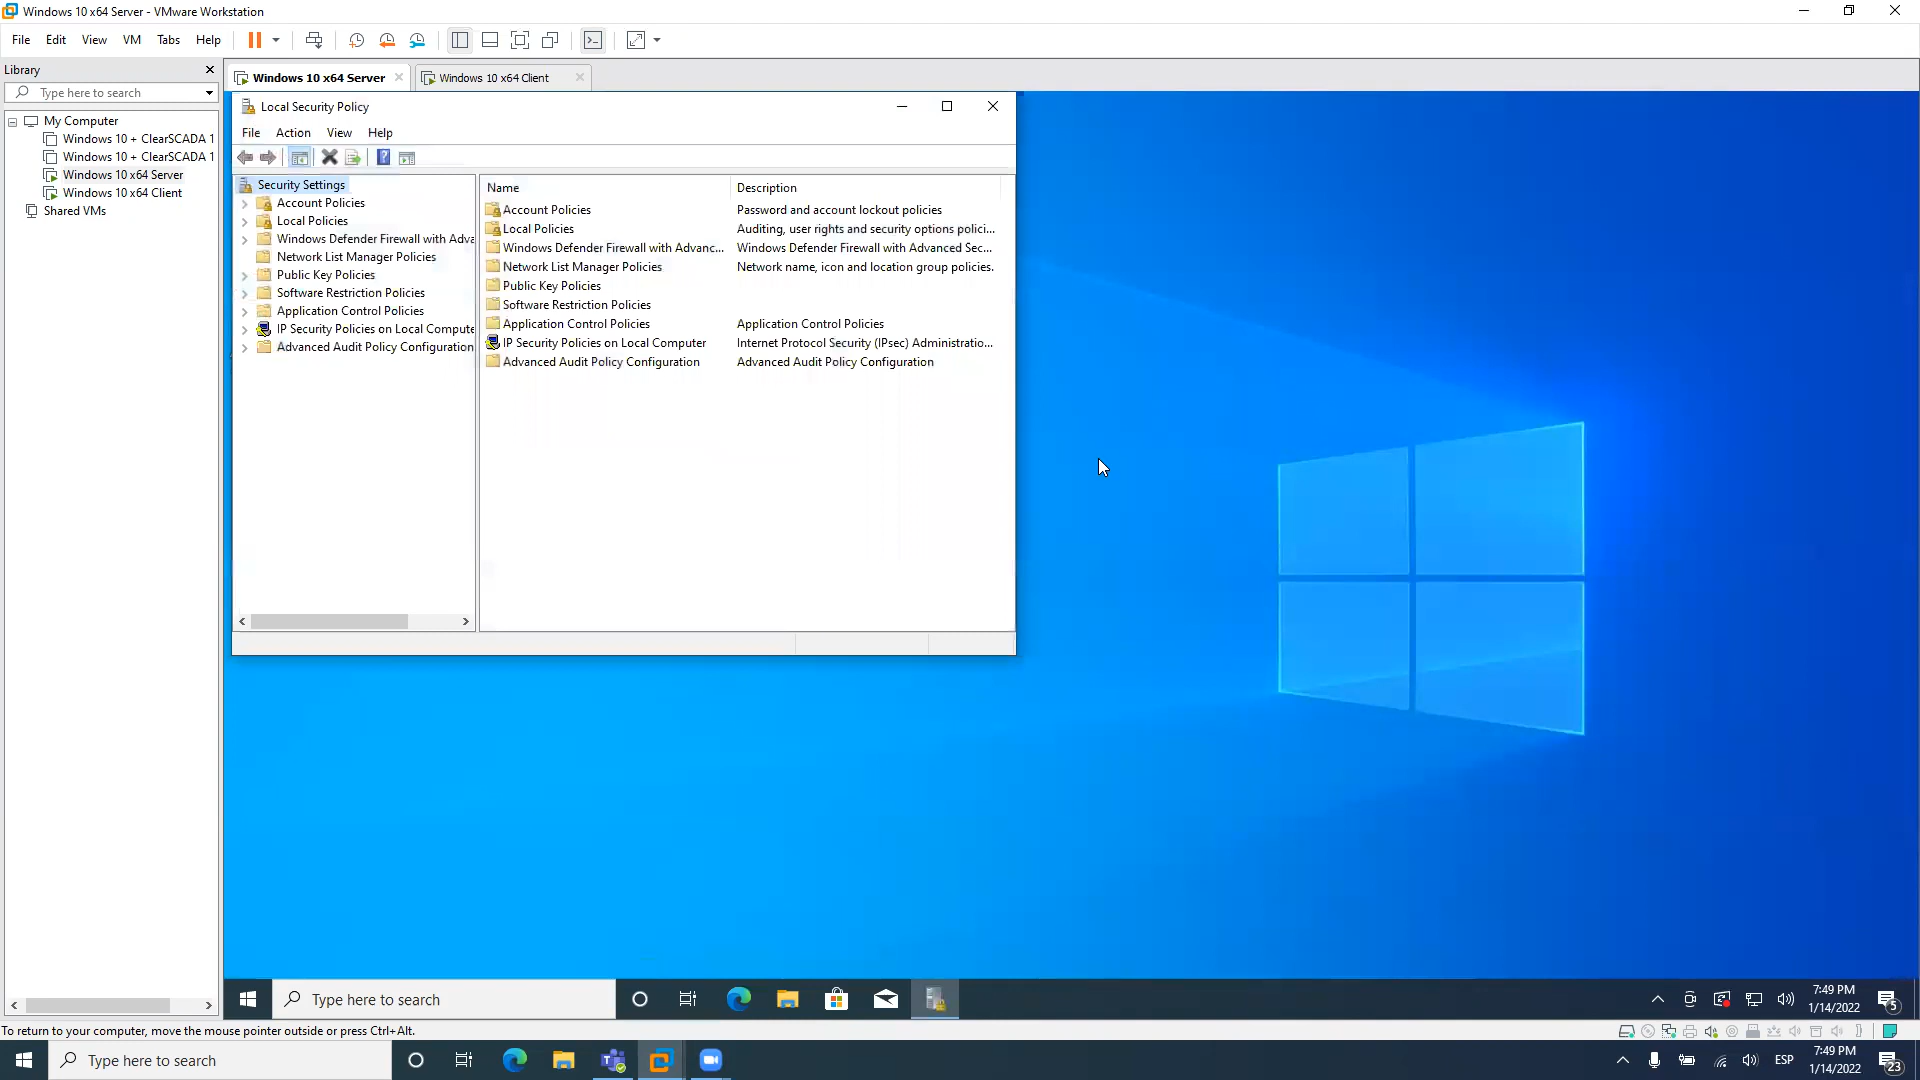 Windows 10 x64 Server - VMware Workstation
File Edit View VM Tabs Help
Library
Windows 10 x64 Server
Windows 10 x64 Client
Type here to search
My Computer
Windows 10 + ClearSCADA 1
Windows 10 + ClearSCADA 1
Windows 10 x64 Server
Windows 10 x64 Client
Shared VMs
Local Security Policy
File Action View Help
Security Settings
Account Policies
Local Policies
Windows Defender Firewall with Adva
Network List Manager Policies
Public Key Policies
Software Restriction Policies
Application Control Policies
IP Security Policies on Local Compute
Advanced Audit Policy Configuration
Name Description
Account Policies Password and account lockout policies
Local Policies Auditing, user rights and security options polici...
Windows Defender Firewall with Advanc... Windows Defender Firewall with Advanced Sec...
Network List Manager Policies Network name, icon and location group policies.
Public Key Policies
Software Restriction Policies
Application Control Policies Application Control Policies
IP Security Policies on Local Computer Internet Protocol Security (IPsec) Administratio...
Advanced Audit Policy Configuration Advanced Audit Policy Configuration
Type here to search
7:49 PM
1/14/2022
5
To return to your computer, move the mouse pointer outside or press Ctrl+Alt.
Type here to search
ESP
7:49 PM
1/14/2022
23